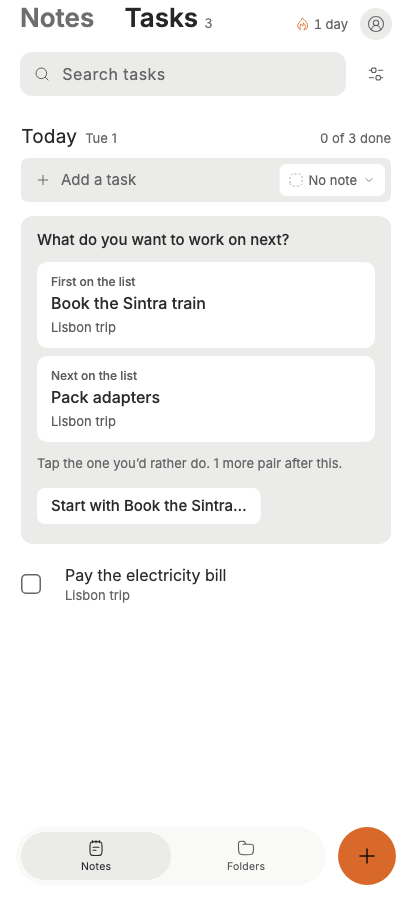 Notes Tasks 3
1 day
Search tasks
Today Tue 1
0 of 3 done
Add a task
No note
What do you want to work on next?
First on the list
Book the Sintra train
Lisbon trip
Next on the list
Pack adapters
Lisbon trip
Tap the one you’d rather do. 1 more pair after this.
Start with Book the Sintra...
Pay the electricity bill
Lisbon trip
Notes
Folders